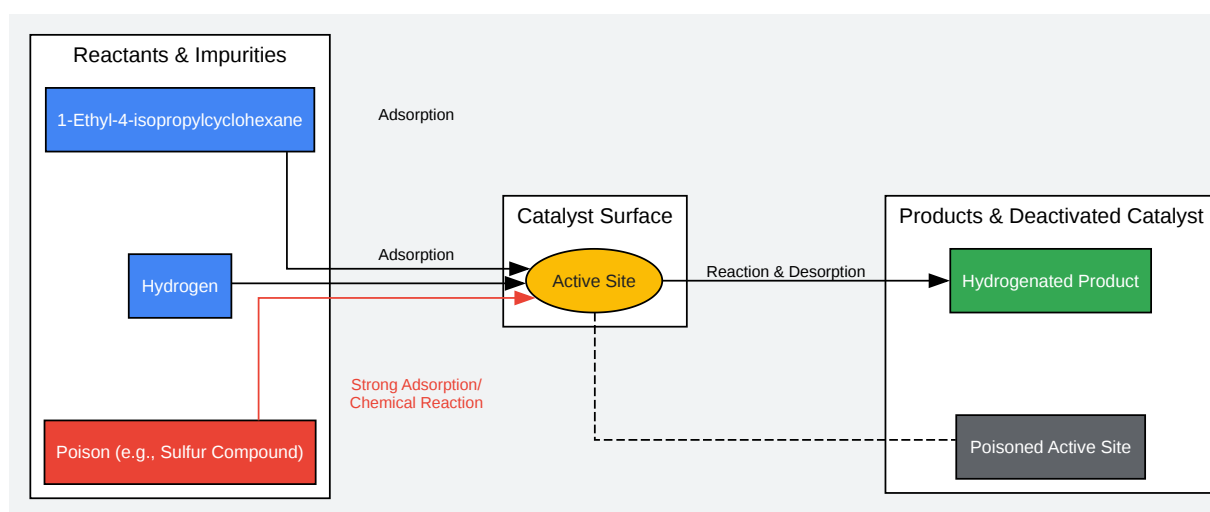 Reactants & Impurities
1-Ethyl-4-isopropylcyclohexane
Adsorption
Catalyst Surface
Products & Deactivated Catalyst
Hydrogen
Adsorption
Active Site
Reaction & Desorption
Hydrogenated Product
Strong Adsorption/
Chemical Reaction
Poison (e.g., Sulfur Compound)
Poisoned Active Site